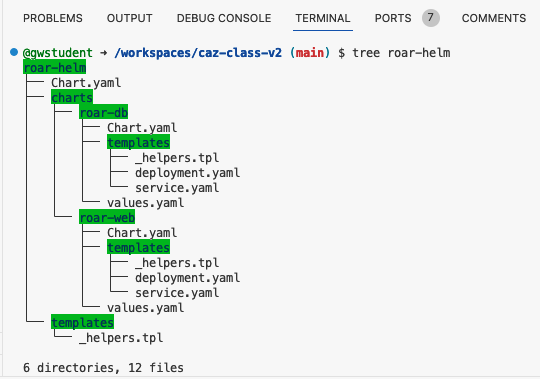 PROBLEMS OUTPUT DEBUG CONSOLE TERMINAL PORTS 7 COMMENTS
@gwstudent → /workspaces/caz-class-v2 (main) $ tree roar-helm
roar-helm
├── Chart.yaml
├── charts
│   ├── roar-db
│   │   ├── Chart.yaml
│   │   ├── templates
│   │   │   ├── _helpers.tpl
│   │   │   ├── deployment.yaml
│   │   │   └── service.yaml
│   │   └── values.yaml
│   └── roar-web
│       ├── Chart.yaml
│       ├── templates
│       │   ├── _helpers.tpl
│       │   ├── deployment.yaml
│       │   └── service.yaml
│       └── values.yaml
└── templates
    └── _helpers.tpl
6 directories, 12 files